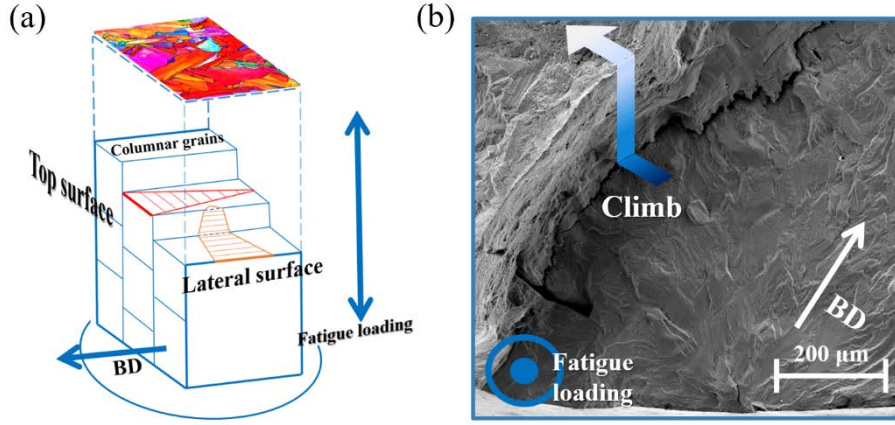 (a)
Columnar grains
Top surface
Lateral surface
Fatigue loading
BD
(b)
Climb
BD
200 μm
Fatigue
loading